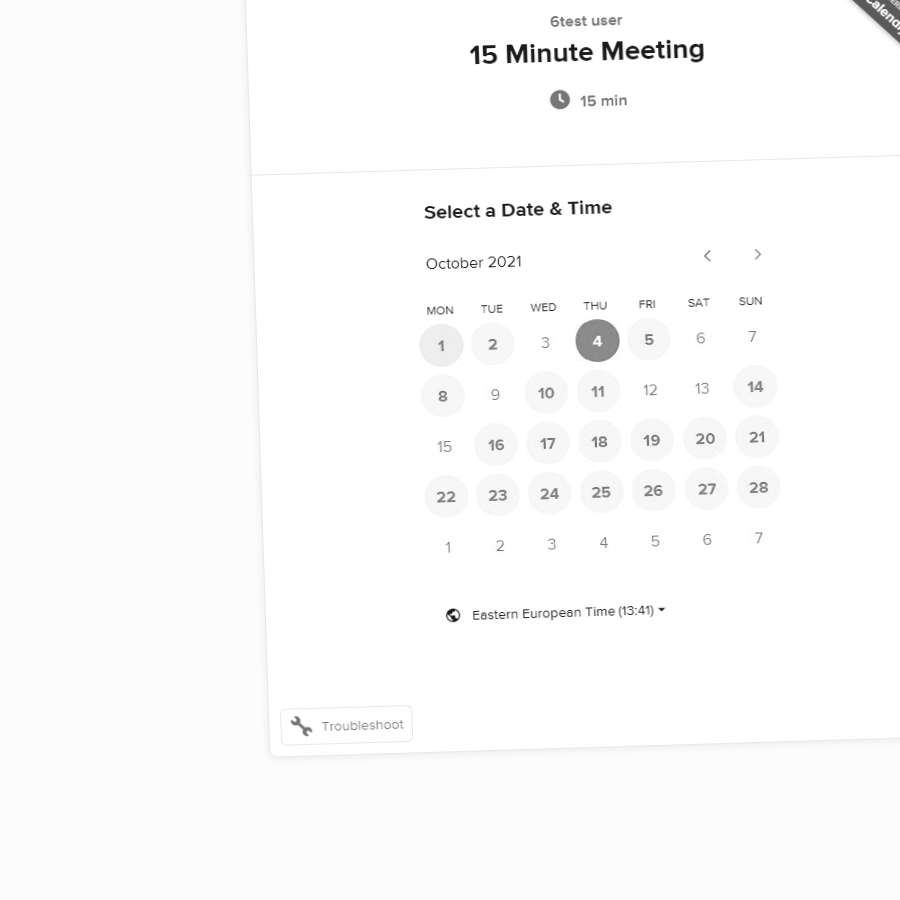 6test user
15 Minute Meeting
15 min
Select a Date & Time
October 2021
MON TUE WED THU FRI SAT SUN
1 2 3 4 5 6 7
8 9 10 11 12 13 14
15 16 17 18 19 20 21
22 23 24 25 26 27 28
1 2 3 4 5 6 7
Eastern European Time (13:41)
Troubleshoot